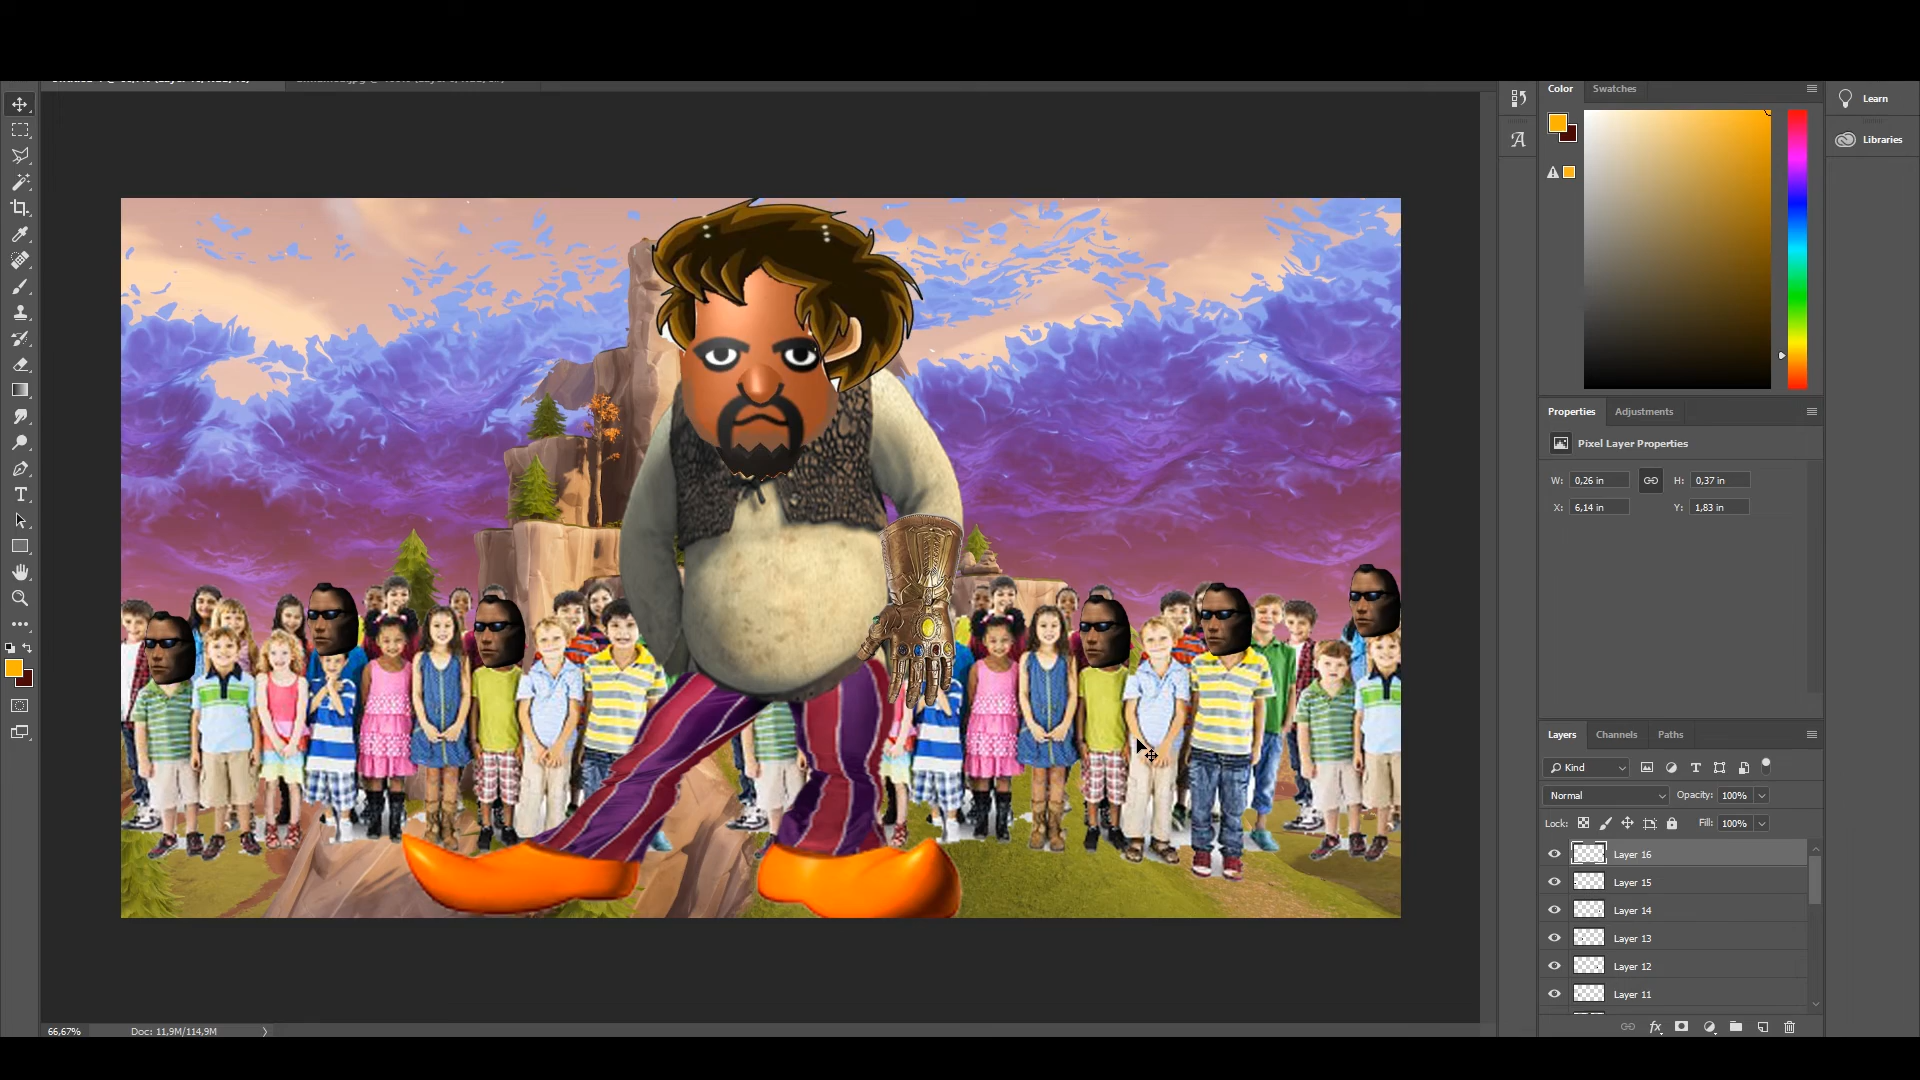 Color
Swatches
Learn
Libraries
Properties
Adjustments
Pixel Layer Properties
W: 0,26 in
H: 0,37 in
X: 6,14 in
Y: 1,83 in
Layers
Channels
Paths
Kind
Normal
Opacity: 100%
Lock:
Fill: 100%
Layer 16
Layer 15
Layer 14
Layer 13
Layer 12
Layer 11
66,67%
Doc: 11,9M/114,9M